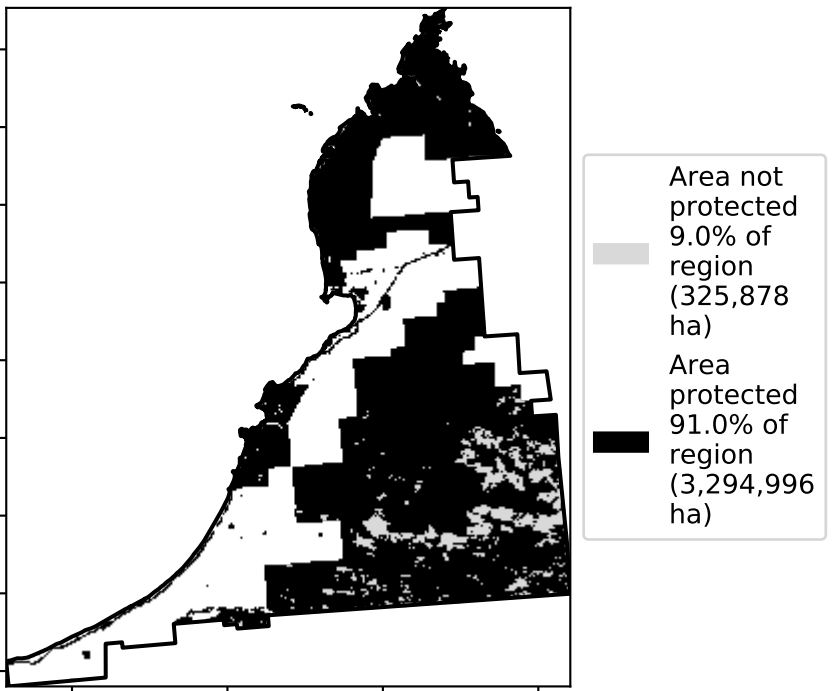 Area not
protected
9.0% of
region
(325,878
ha)
Area
protected
91.0% of
region
(3,294,996
ha)